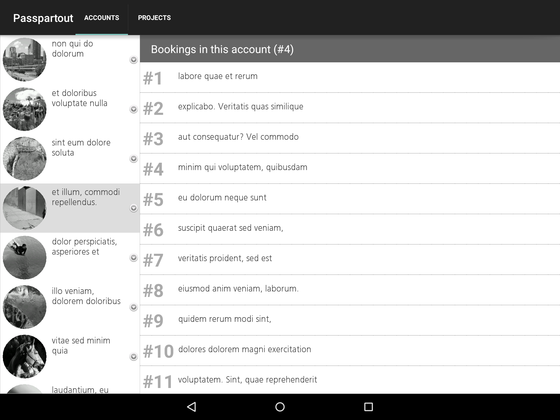 Passpartout
ACCOUNTS
PROJECTS
non qui do
dolorum
et doloribus
voluptate nulla
sint eum dolore
soluta
et illum, commodi
repellendus.
dolor perspiciatis,
asperiores et
illo veniam,
dolorem doloribus
vitae sed minim
quia
laudantium, eu
Bookings in this account (#4)
#1 labore quae et rerum
#2 explicabo. Veritatis quas similique
#3 aut consequatur? Vel commodo
#4 minim qui voluptatem, quibusdam
#5 eu dolorum neque sunt
#6 suscipit quaerat sed veniam,
#7 veritatis proident, sed est
#8 eiusmod anim veniam, laborum.
#9 quidem rerum modi sint,
#10 dolores dolorem magni exercitation
#11 voluptatem. Sint, quae reprehenderit